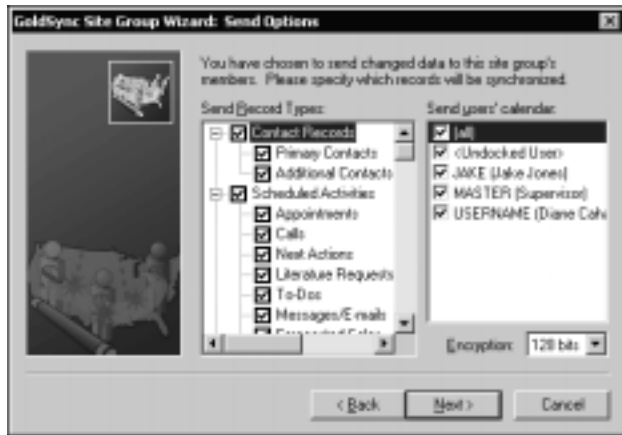 GoldSync Site Group Wizard: Send Options
You have chosen to send changed data to this site group's
members. Please specify which records will be synchronized.
Send Record Types:
Contact Records
Primary Contacts
Additional Contacts
Scheduled Activities
Appointments
Calls
Next Actions
Literature Requests
To-Dos
Messages/E-mails
Send users' calendar:
(all)
<Undocked User>
JAKE (Jake Jones)
MASTER (Supervisor)
USERNAME (Diane
Encryption: 128 bits
< Back
Next >
Cancel